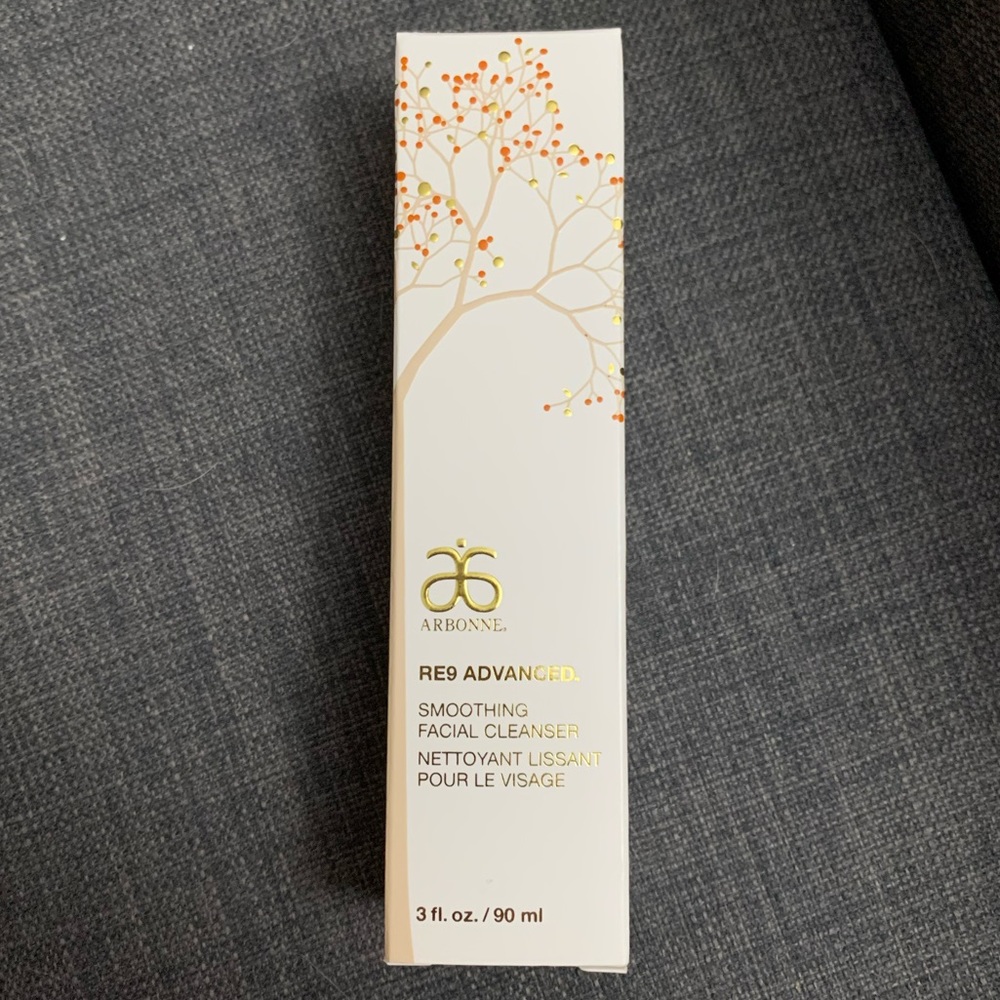 ARBONNE®
RE9 ADVANCED®
SMOOTHING
FACIAL CLEANSER
NETTOYANT LISSANT
POUR LE VISAGE
3 fl. oz. / 90 ml